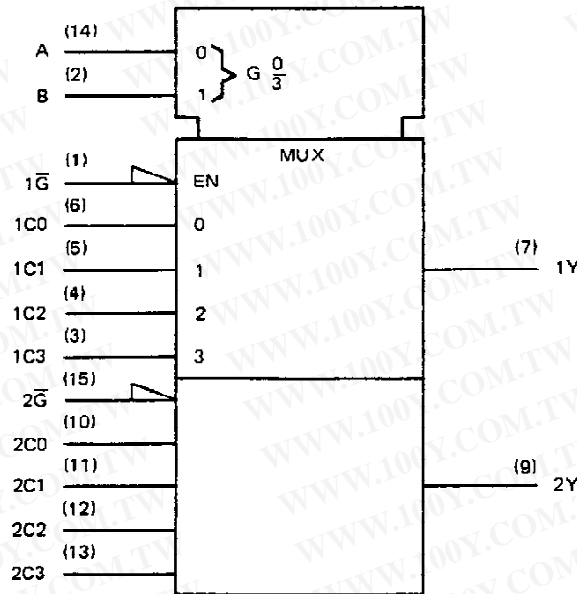 (14)
A 0
(2) G 0/3
B 1
MUX
(1)
1G̅ EN
(6)
1C0 0
(5) (7)
1C1 1 1Y
(4)
1C2 2
(3)
1C3 3
(15)
2G̅
(10)
2C0
(11) (9)
2C1 2Y
(12)
2C2
(13)
2C3
WWW.100Y.COM.TW